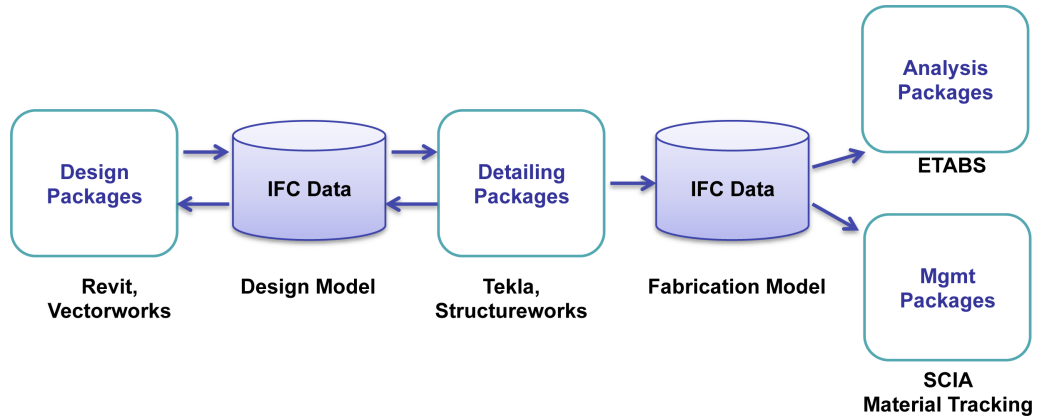 Design
Packages
Revit,
Vectorworks
IFC Data
Design Model
Detailing
Packages
Tekla,
Structureworks
IFC Data
Fabrication Model
Analysis
Packages
ETABS
Mgmt
Packages
SCIA
Material Tracking